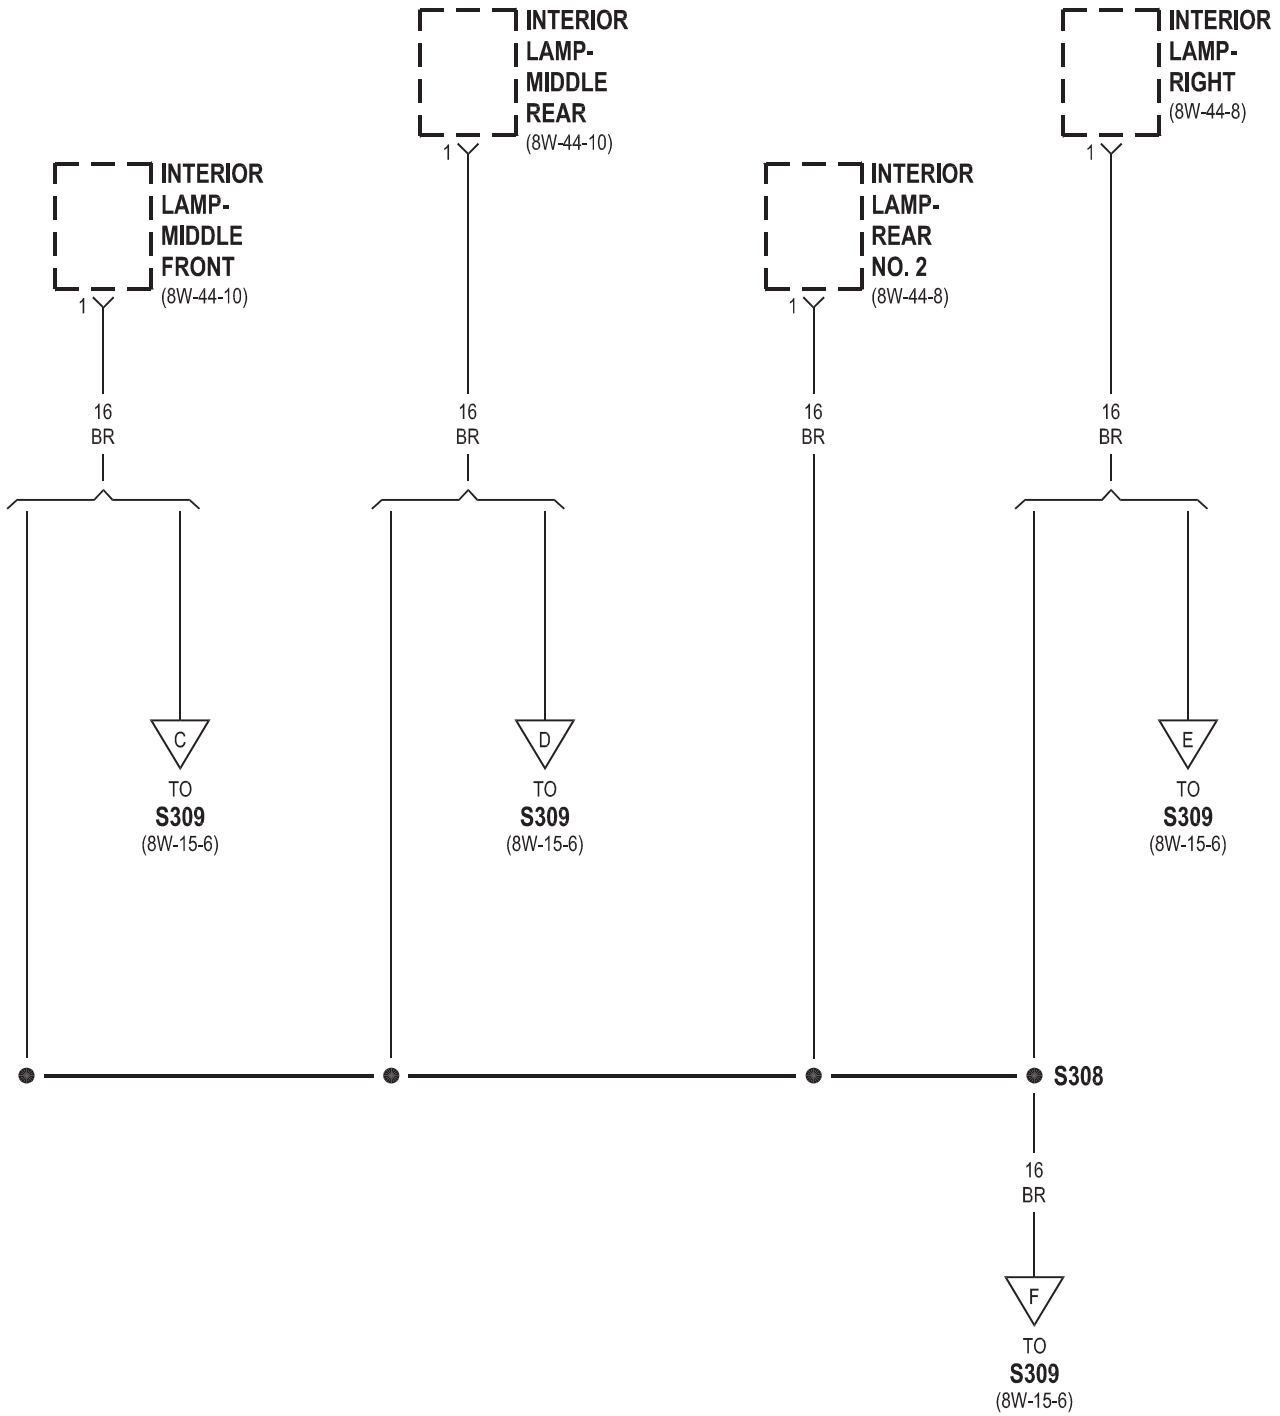 INTERIOR
LAMP-
MIDDLE
REAR
(8W-44-10)
1
INTERIOR
LAMP-
RIGHT
(8W-44-8)
1
INTERIOR
LAMP-
MIDDLE
FRONT
(8W-44-10)
1
INTERIOR
LAMP-
REAR
NO. 2
(8W-44-8)
1
16
BR
16
BR
16
BR
16
BR
C
TO
S309
(8W-15-6)
D
TO
S309
(8W-15-6)
E
TO
S309
(8W-15-6)
S308
16
BR
F
TO
S309
(8W-15-6)